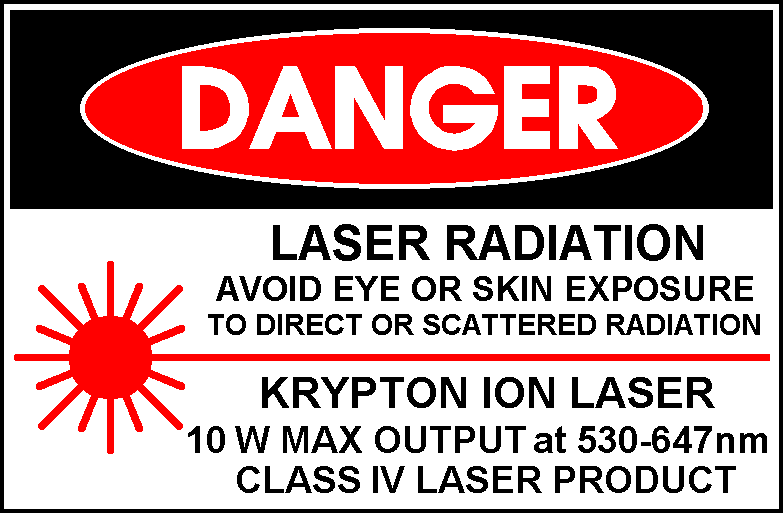 DANGER
LASER RADIATION
AVOID EYE OR SKIN EXPOSURE
TO DIRECT OR SCATTERED RADIATION
KRYPTON ION LASER
10 W MAX OUTPUT at 530-647nm
CLASS IV LASER PRODUCT